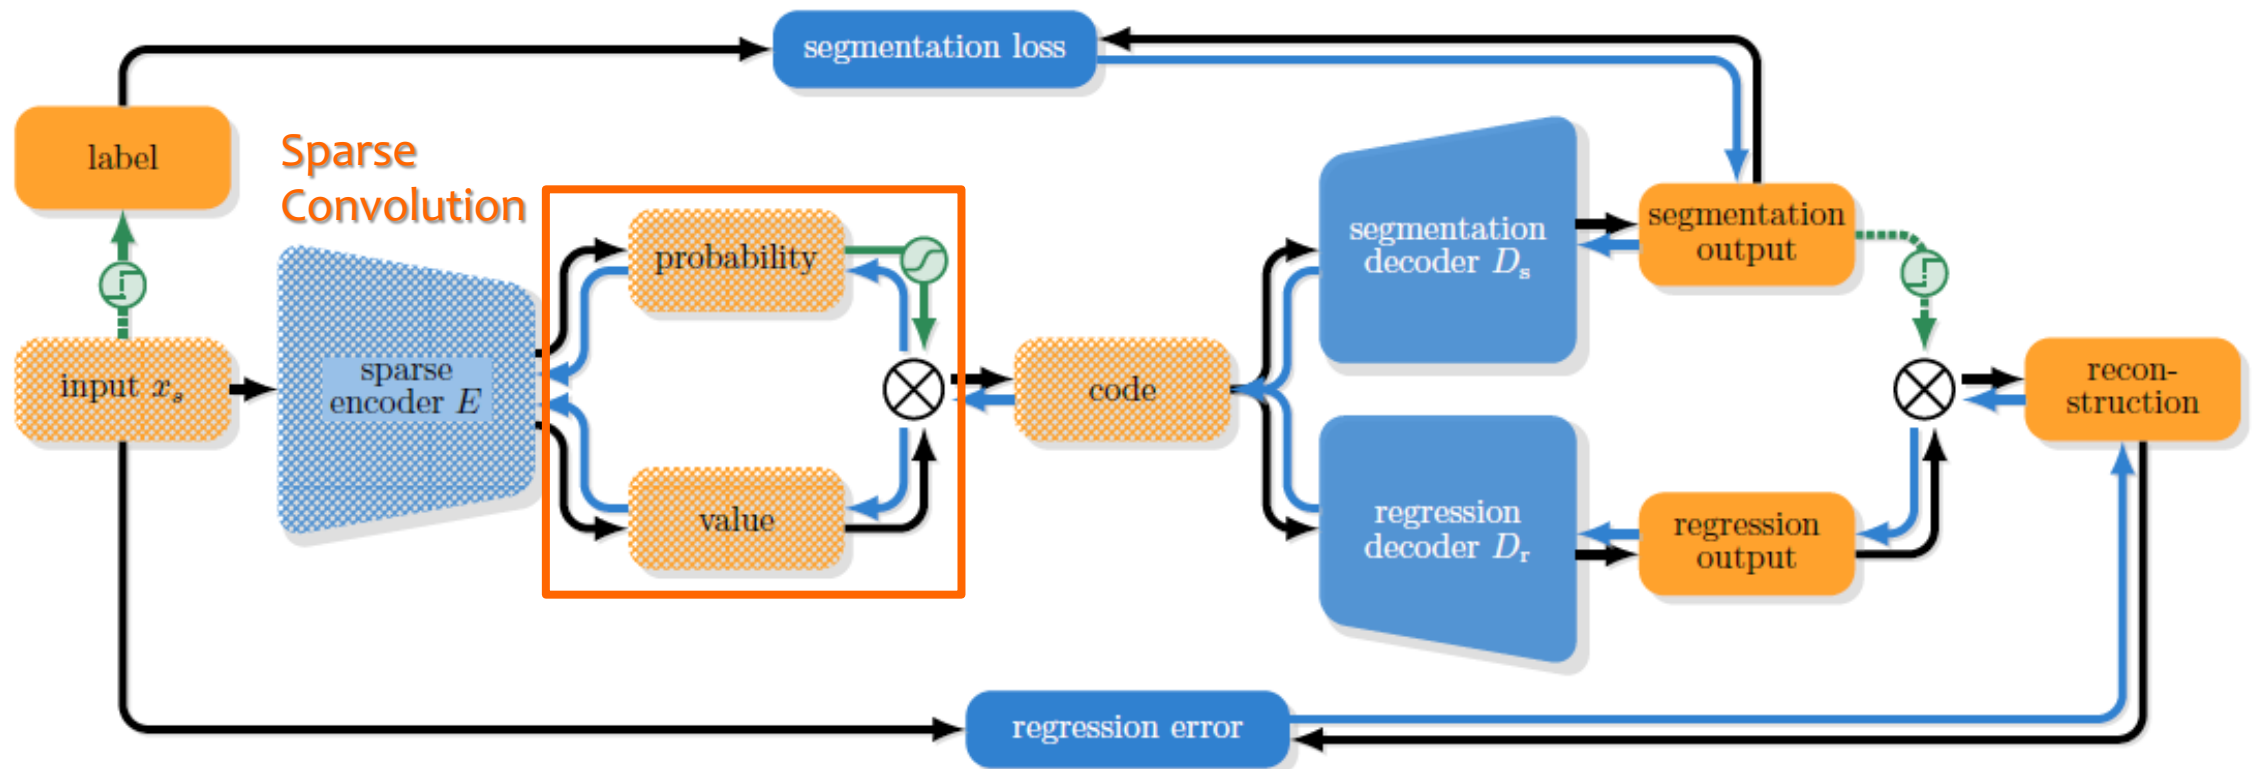 segmentation loss
label
Sparse
Convolution
probability
segmentation
decoder Dₛ
segmentation
output
input xₛ
sparse
encoder E
code
recon-
struction
value
regression
decoder Dᵣ
regression
output
regression error